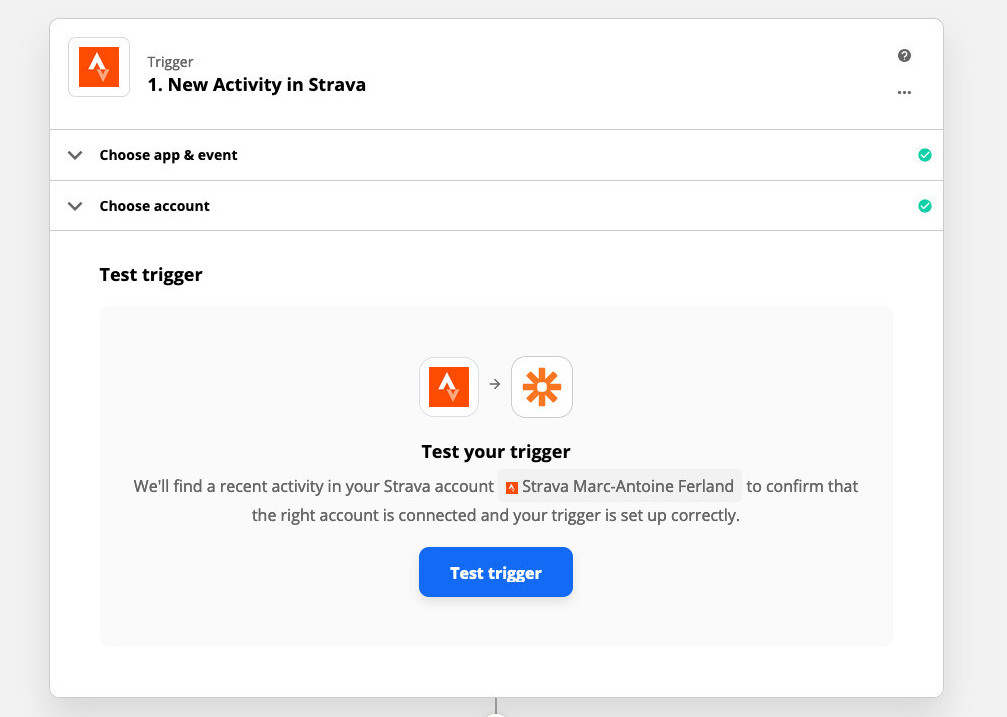 Trigger
1. New Activity in Strava
Choose app & event
Choose account
Test trigger
Test your trigger
We'll find a recent activity in your Strava account Strava Marc-Antoine Ferland to confirm that
the right account is connected and your trigger is set up correctly.
Test trigger